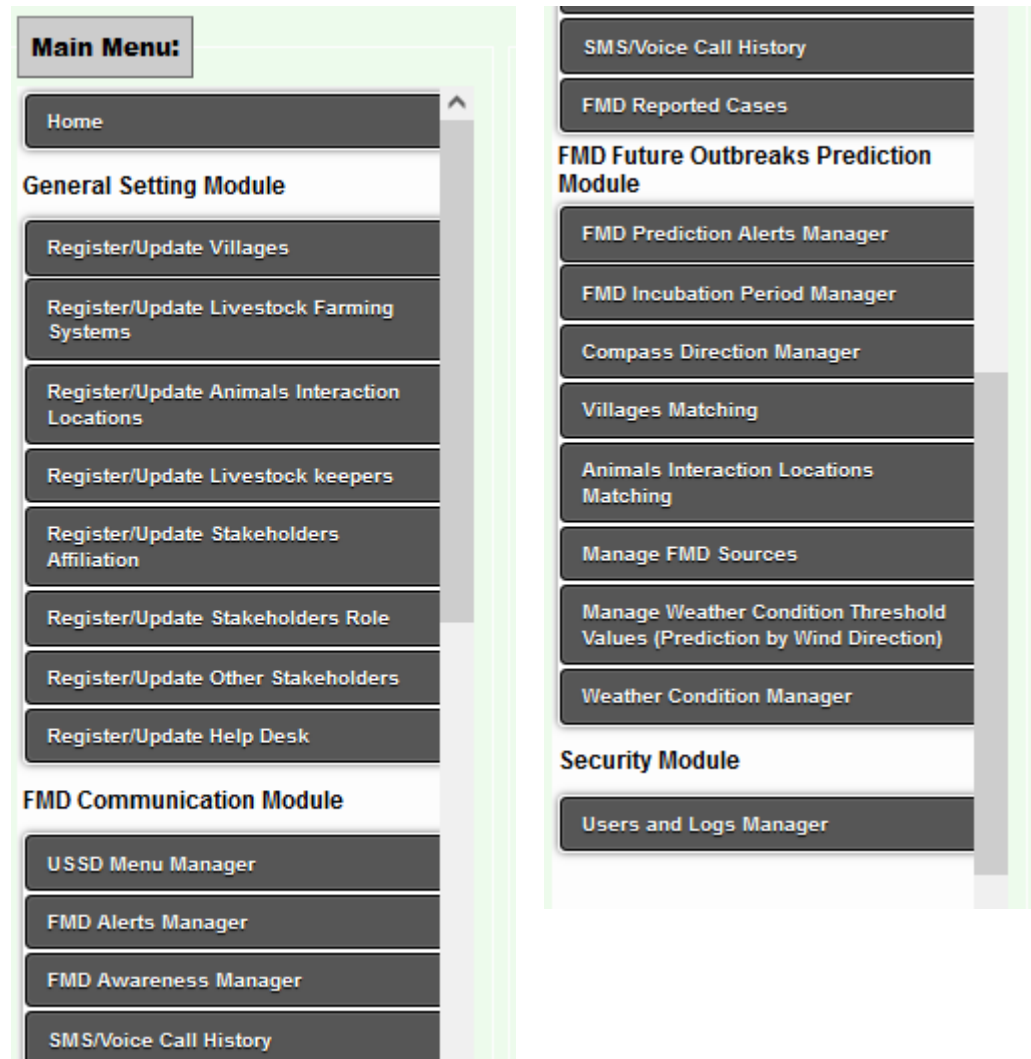 Main Menu:
Home
General Setting Module
Register/Update Villages
Register/Update Livestock Farming
Systems
Register/Update Animals Interaction
Locations
Register/Update Livestock keepers
Register/Update Stakeholders
Affiliation
Register/Update Stakeholders Role
Register/Update Other Stakeholders
Register/Update Help Desk
FMD Communication Module
USSD Menu Manager
FMD Alerts Manager
FMD Awareness Manager
SMS/Voice Call History
SMS/Voice Call History
FMD Reported Cases
FMD Future Outbreaks Prediction
Module
FMD Prediction Alerts Manager
FMD Incubation Period Manager
Compass Direction Manager
Villages Matching
Animals Interaction Locations
Matching
Manage FMD Sources
Manage Weather Condition Threshold
Values (Prediction by Wind Direction)
Weather Condition Manager
Security Module
Users and Logs Manager